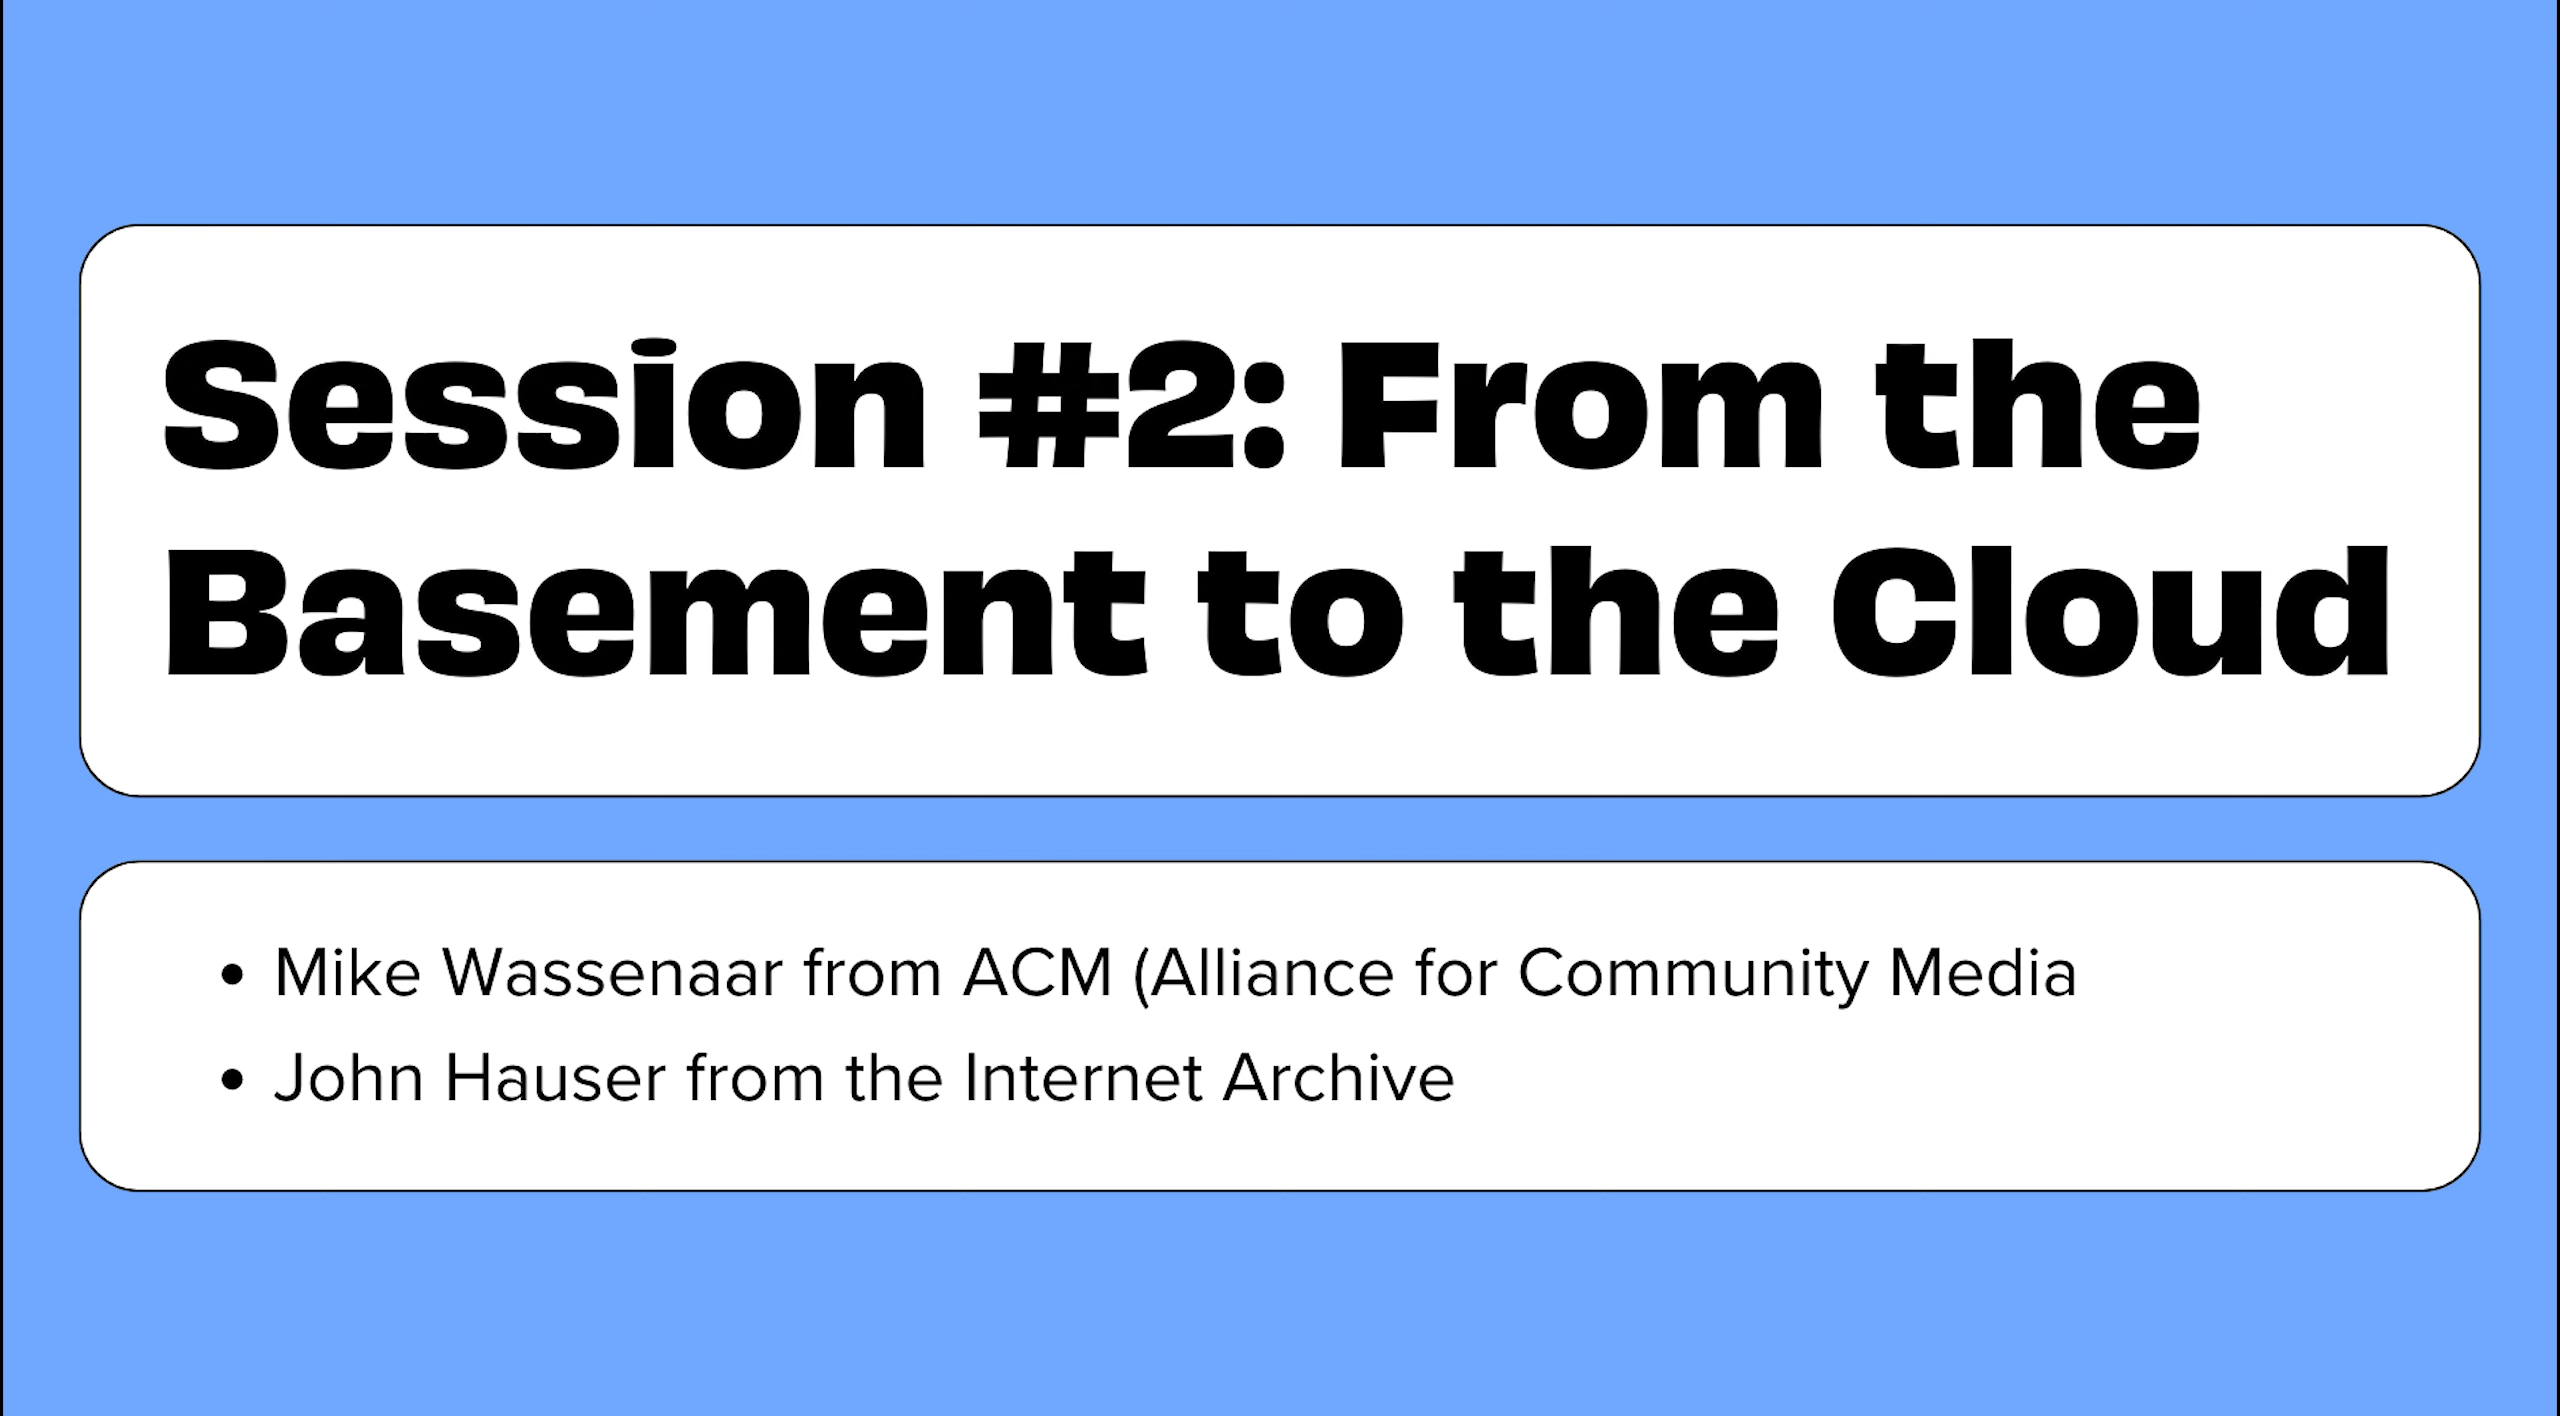 Session #2: From the
Basement to the Cloud
• Mike Wassenaar from ACM (Alliance for Community Media
• John Hauser from the Internet Archive